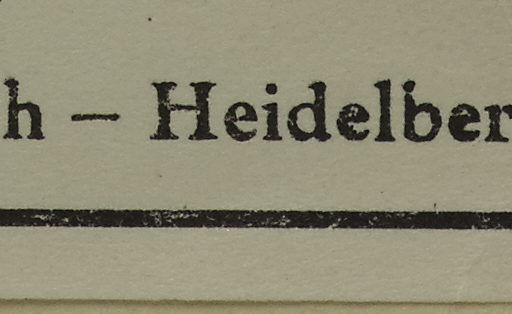 h – Heidelber